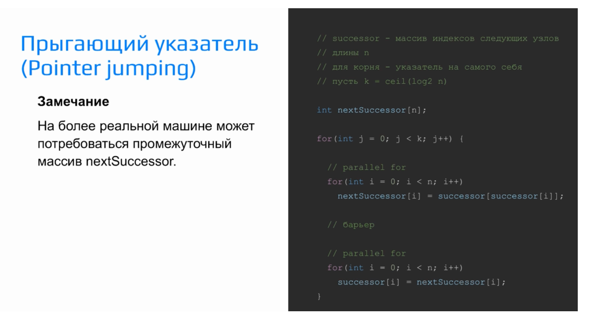 Прыгающий указатель
(Pointer jumping)
Замечание
На более реальной машине может
потребоваться промежуточный
массив nextSuccessor.
// successor - массив индексов следующих узлов
// длины n
// для корня - указатель на самого себя
// пусть k = ceil(log2 n)
int nextSuccessor[n];
for(int j = 0; j < k; j++) {
// parallel for
for(int i = 0; i < n; i++)
nextSuccessor[i] = successor[successor[i]];
// барьер
// parallel for
for(int i = 0; i < n; i++)
successor[i] = nextSuccessor[i];
}